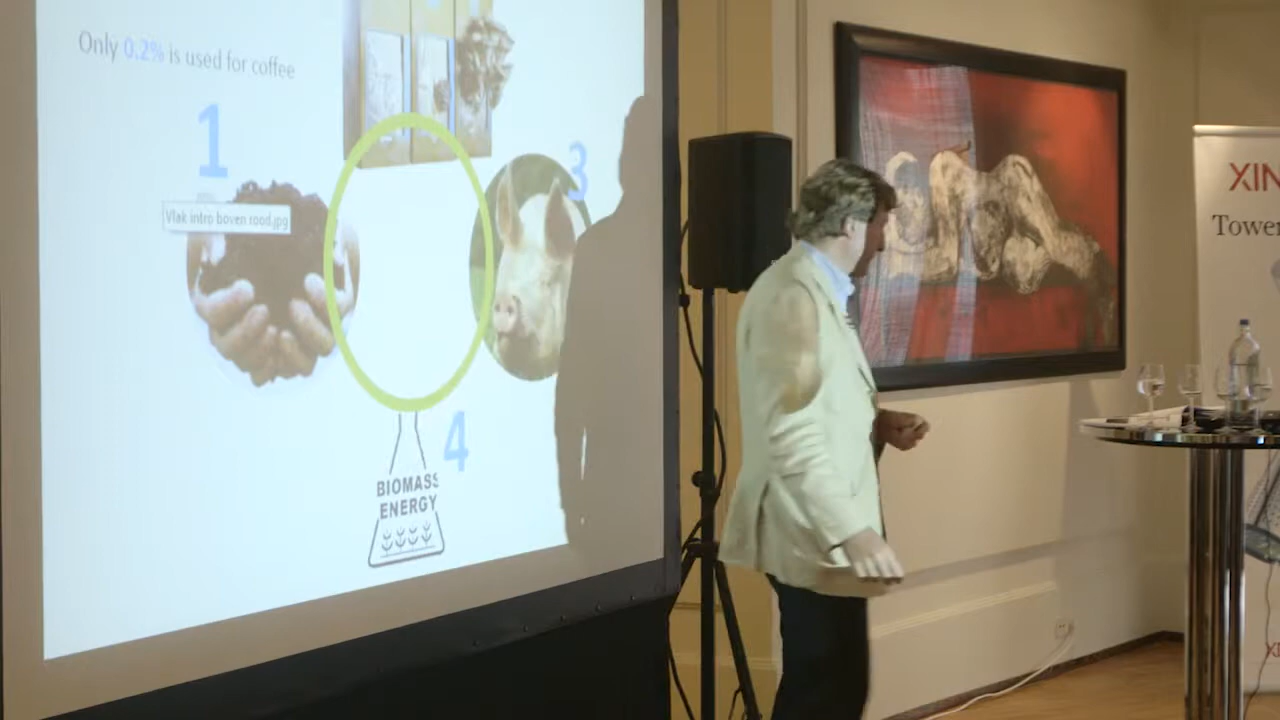 Only 0.2% is used for coffee
1
3
Vlak intro boven rood.jpg
4
BIOMASS
ENERGY
XIN
Tower